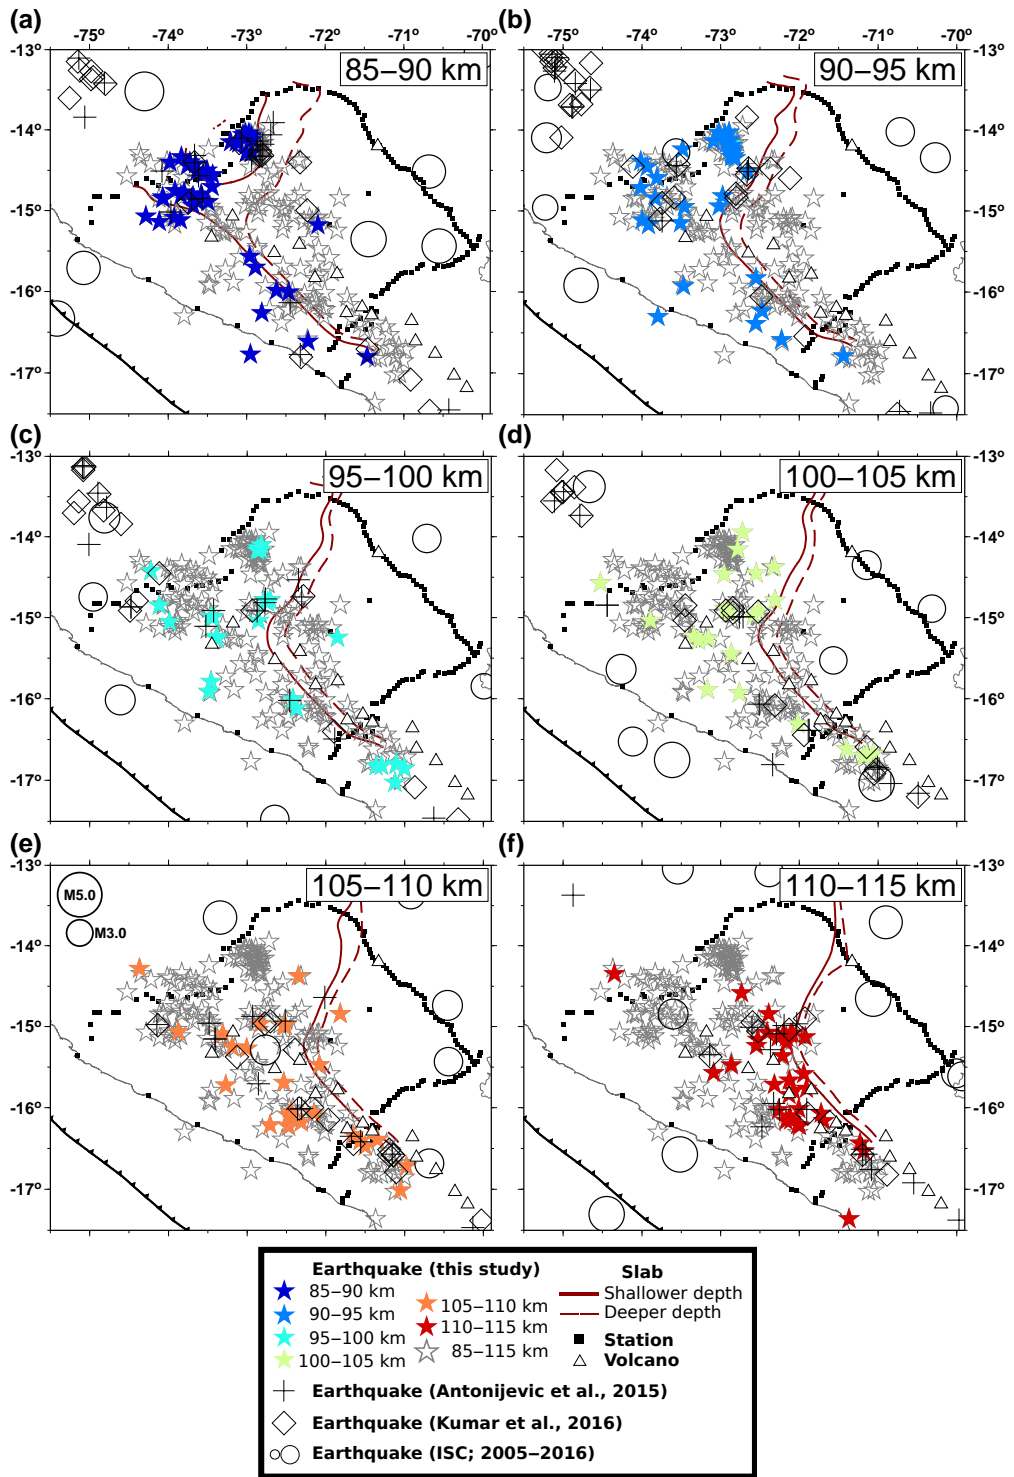 (a)
(b)
-75° -74° -73° -72° -71° -70°
-75° -74° -73° -72° -71° -70°
-13°
-14°
-15°
-16°
-17°
85–90 km
90–95 km
-13°
-14°
-15°
-16°
-17°
(c)
(d)
-13°
-14°
-15°
-16°
-17°
95–100 km
100–105 km
-13°
-14°
-15°
-16°
-17°
(e)
(f)
-13°
-14°
-15°
-16°
-17°
M5.0
M3.0
105–110 km
110–115 km
-13°
-14°
-15°
-16°
-17°
Earthquake (this study)
85–90 km
90–95 km
95–100 km
100–105 km
105–110 km
110–115 km
85–115 km
Slab
Shallower depth
Deeper depth
Station
Volcano
Earthquake (Antonijevic et al., 2015)
Earthquake (Kumar et al., 2016)
Earthquake (ISC; 2005–2016)